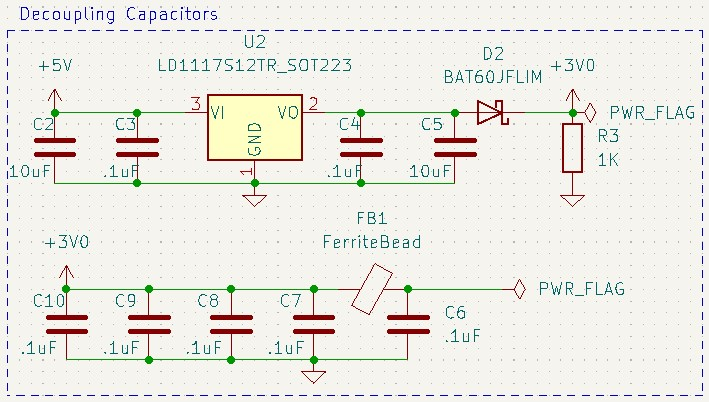 Decoupling Capacitors
U2
LD1117S12TR_SOT223
D2
BAT60JFLIM
+5V
+3V0
3
VI
VO
2
GND
1
PWR_FLAG
C2
C3
C4
C5
R3
1K
10uF
.1uF
.1uF
10uF
FB1
FerriteBead
+3V0
PWR_FLAG
C10
C9
C8
C7
C6
.1uF
.1uF
.1uF
.1uF
.1uF